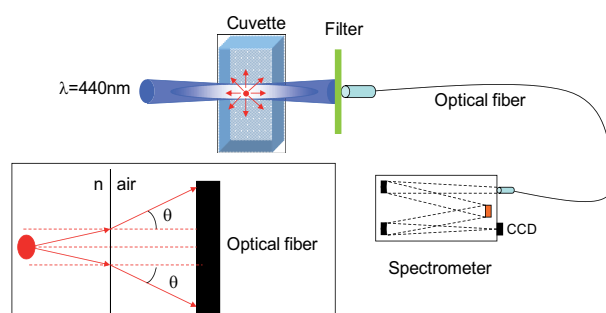 Cuvette
Filter
λ=440nm
Optical fiber
n air
θ
Optical fiber
θ
CCD
Spectrometer